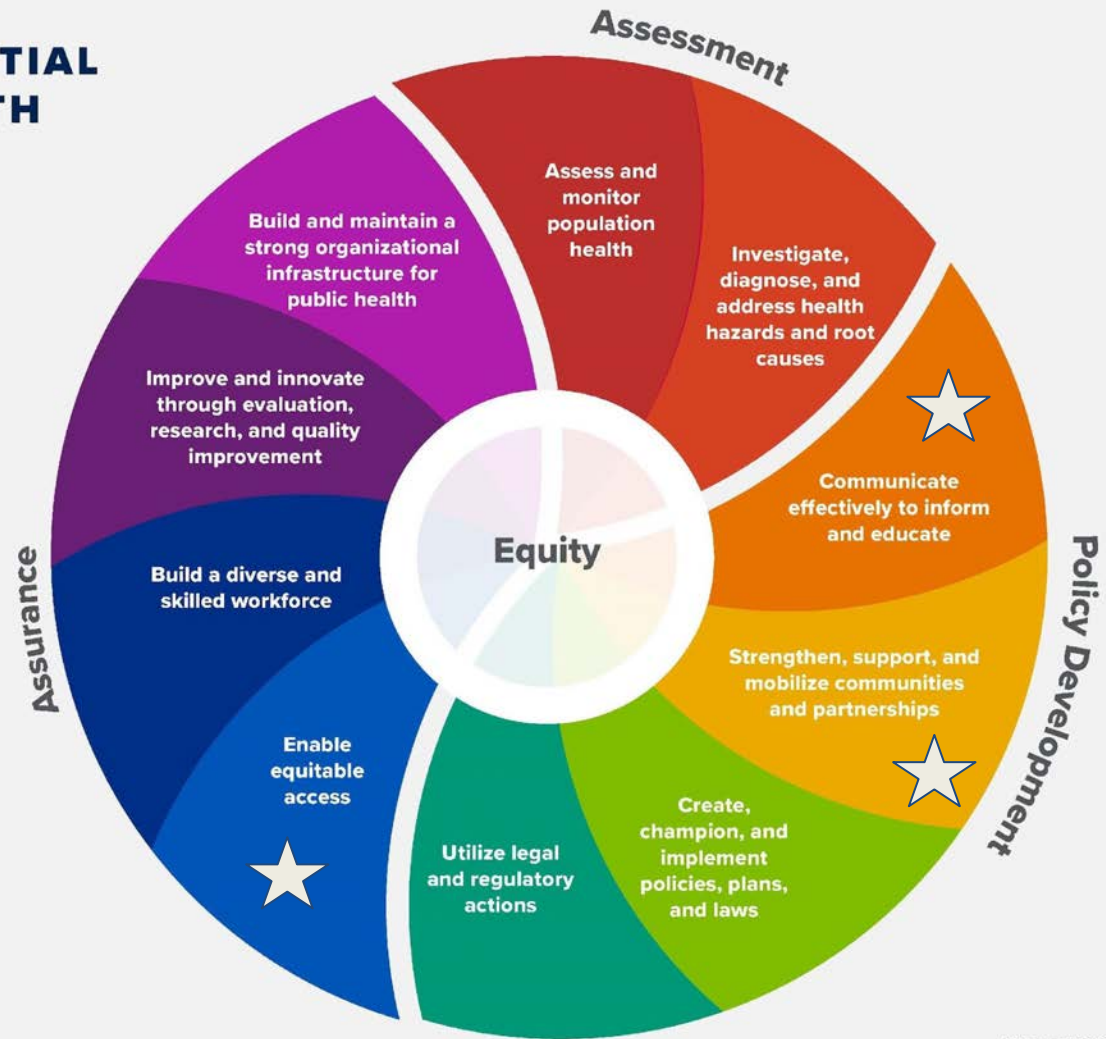 TIAL
TH
Assessment
Assess and
monitor
population
health
Investigate,
diagnose, and
address health
hazards and root
causes
Communicate
effectively to inform
and educate
Strengthen, support, and
mobilize communities
and partnerships
Policy Development
Create,
champion, and
implement
policies, plans,
and laws
Utilize legal
and regulatory
actions
Enable
equitable
access
Build a diverse and
skilled workforce
Assurance
Improve and innovate
through evaluation,
research, and quality
improvement
Build and maintain a
strong organizational
infrastructure for
public health
Equity